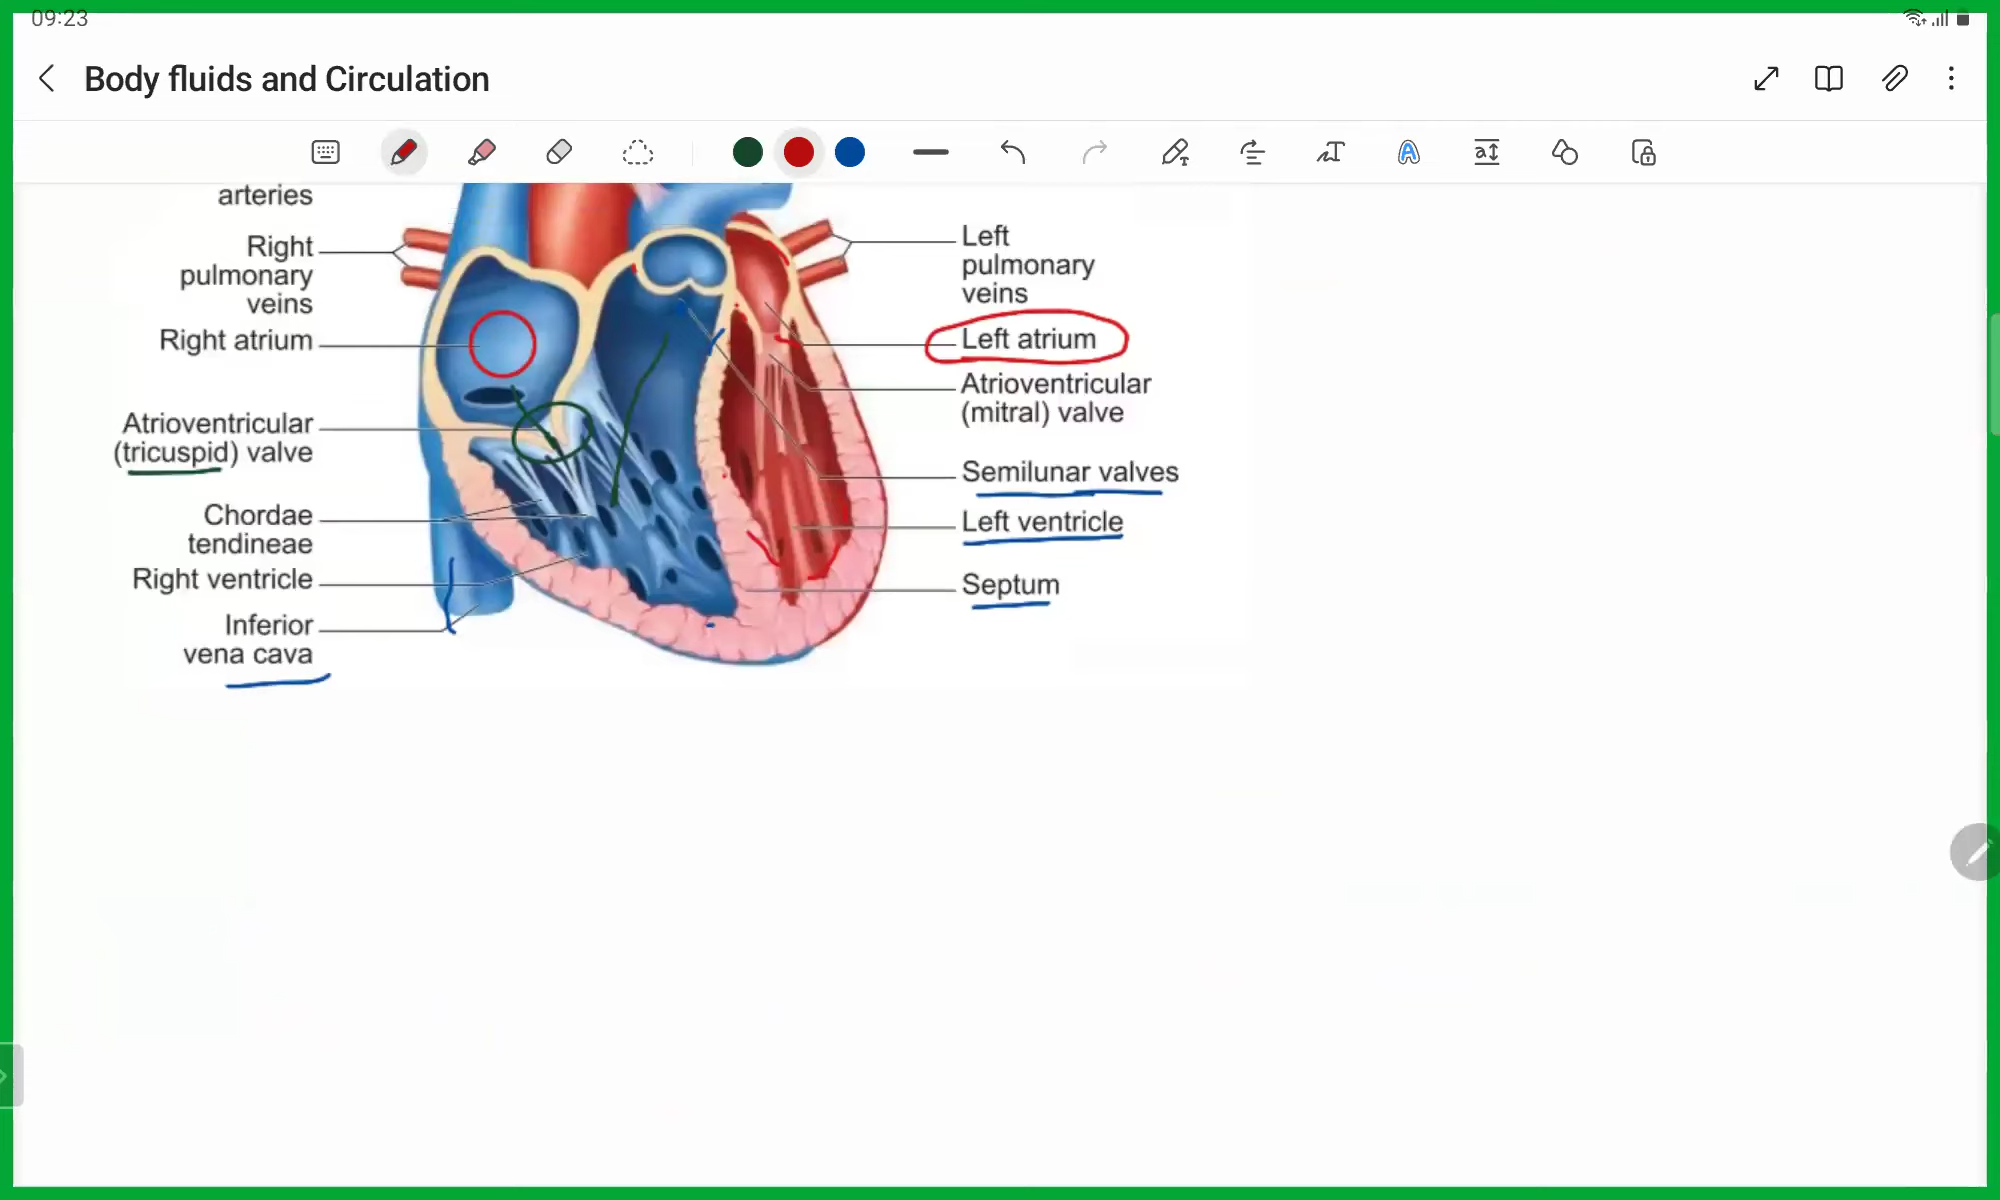 09:23
Body fluids and Circulation
arteries
Right
pulmonary
veins
Right atrium
Atrioventricular
(tricuspid) valve
Chordae
tendineae
Right ventricle
Inferior
vena cava
Left
pulmonary
veins
Left atrium
Atrioventricular
(mitral) valve
Semilunar valves
Left ventricle
Septum